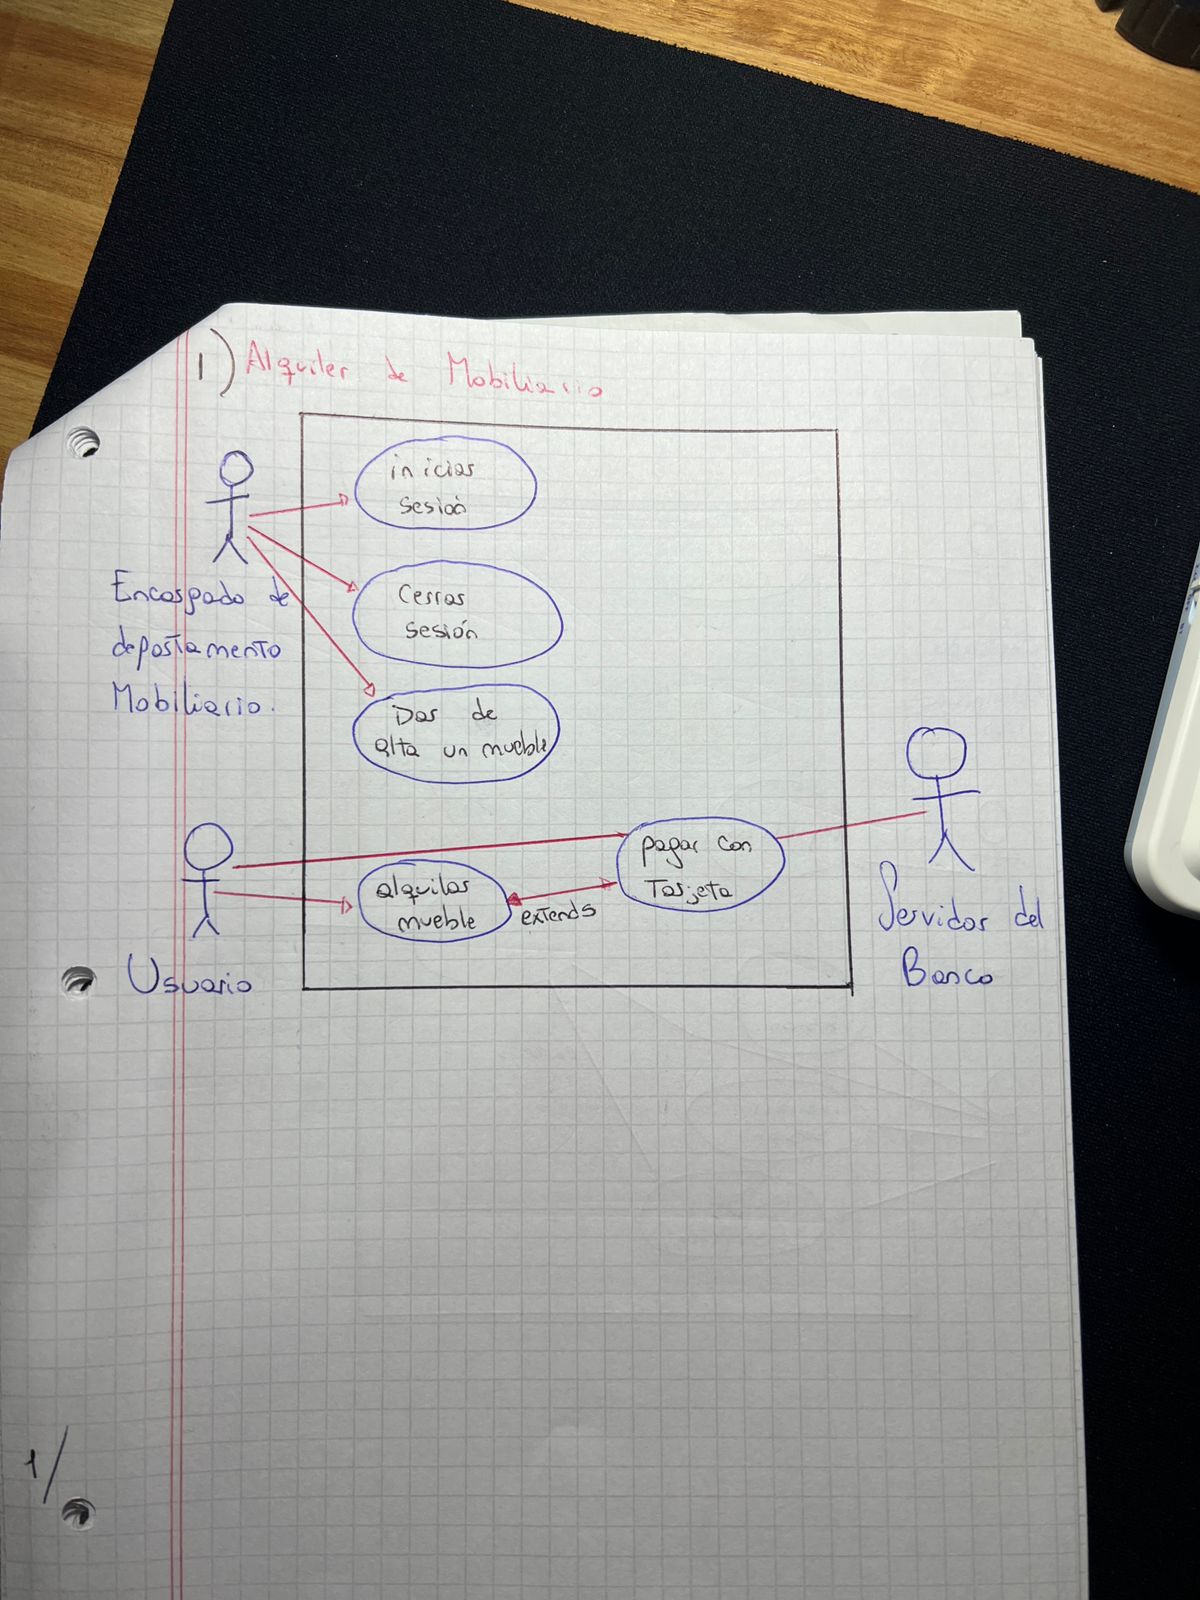 1) Alquiler de Mobiliario
iniciar
sesión
Cerrar
sesión
Encargado de
departamento
Mobiliario.
Dar de
alta un mueble
pagar con
Tarjeta
alquilar
mueble
extends
Usuario
Servidor del
Banco
1/